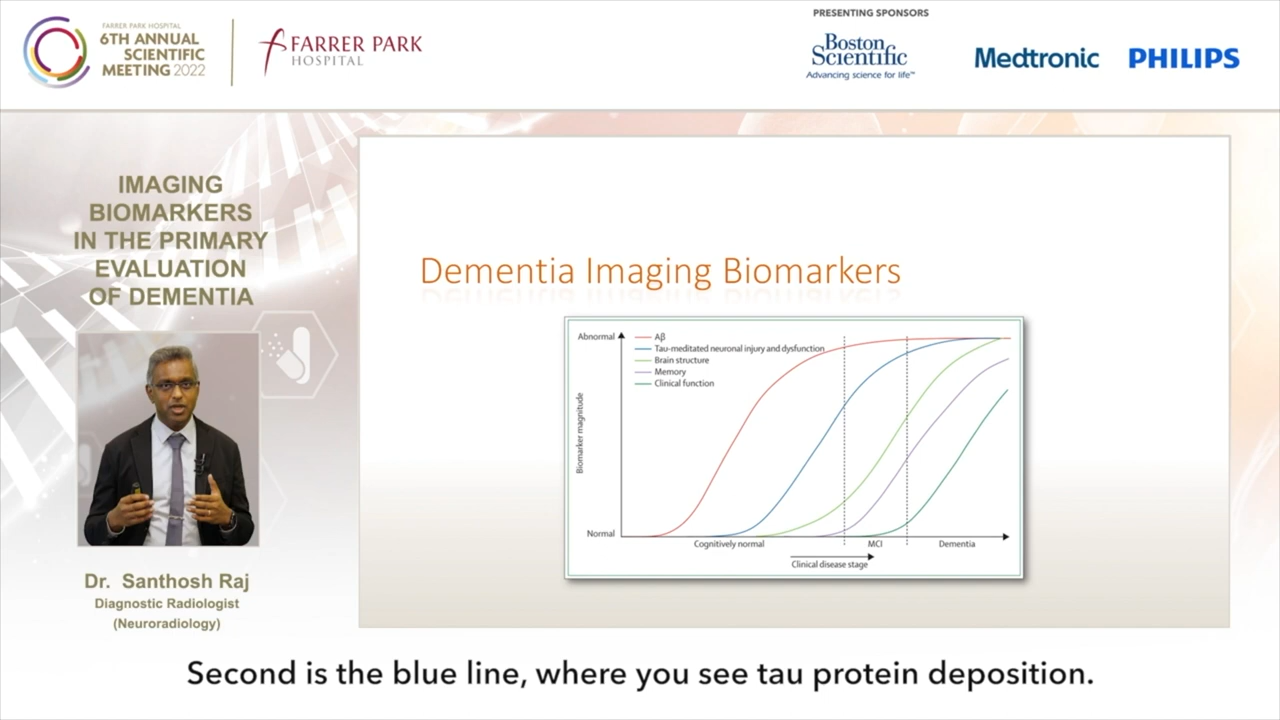 FARRER PARK HOSPITAL
6TH ANNUAL
SCIENTIFIC
MEETING 2022
FARRER PARK
HOSPITAL
PRESENTING SPONSORS
Boston
Scientific
Advancing science for life™
Medtronic
PHILIPS
IMAGING
BIOMARKERS
IN THE PRIMARY
EVALUATION
OF DEMENTIA
Dr. Santhosh Raj
Diagnostic Radiologist
(Neuroradiology)
Dementia Imaging Biomarkers
Abnormal
Aβ
Tau-meditated neuronal injury and dysfunction
Brain structure
Memory
Clinical function
Biomarker magnitude
Normal
Cognitively normal
MCI
Dementia
Clinical disease stage
Second is the blue line, where you see tau protein deposition.